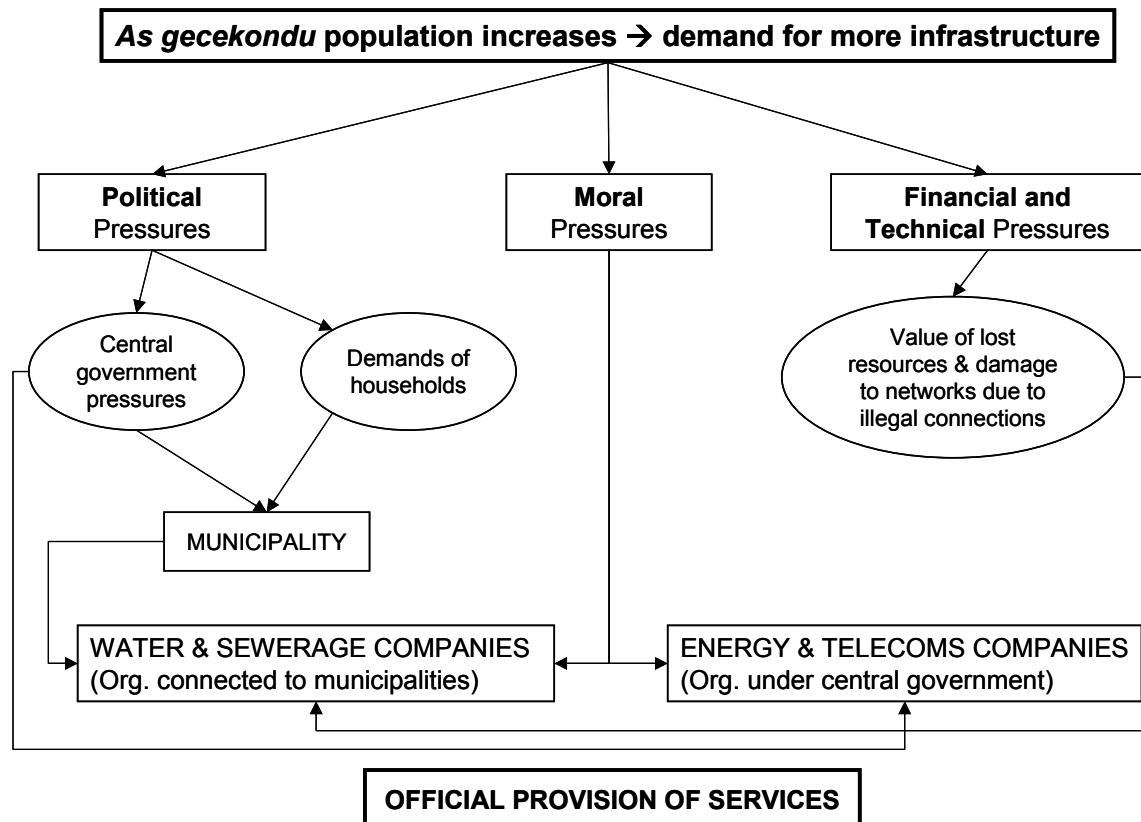 As gecekondu population increases → demand for more infrastructure
Political
Pressures
Moral
Pressures
Financial and
Technical Pressures
Central
government
pressures
Demands of
households
Value of lost
resources & damage
to networks due to
illegal connections
MUNICIPALITY
WATER & SEWERAGE COMPANIES
(Org. connected to municipalities)
ENERGY & TELECOMS COMPANIES
(Org. under central government)
OFFICIAL PROVISION OF SERVICES